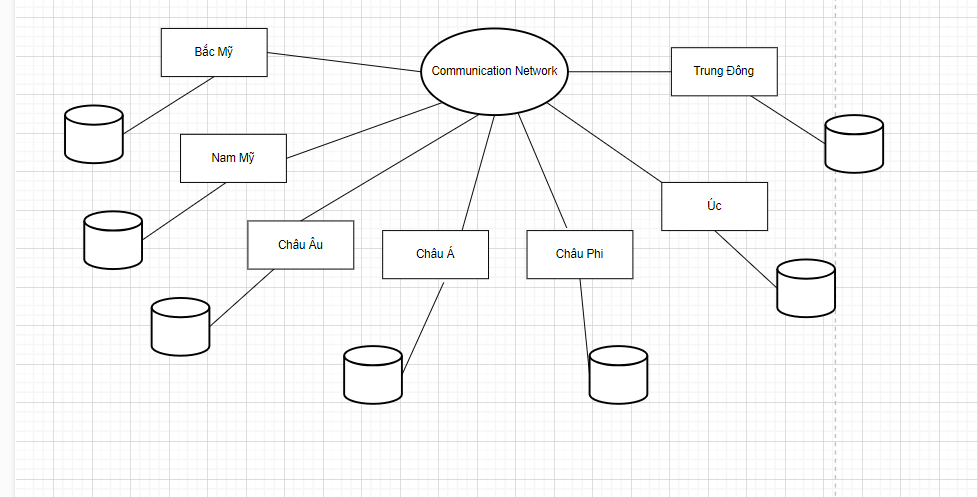 Bắc Mỹ
Communication Network
Trung Đông
Nam Mỹ
Úc
Châu Âu
Châu Á
Châu Phi